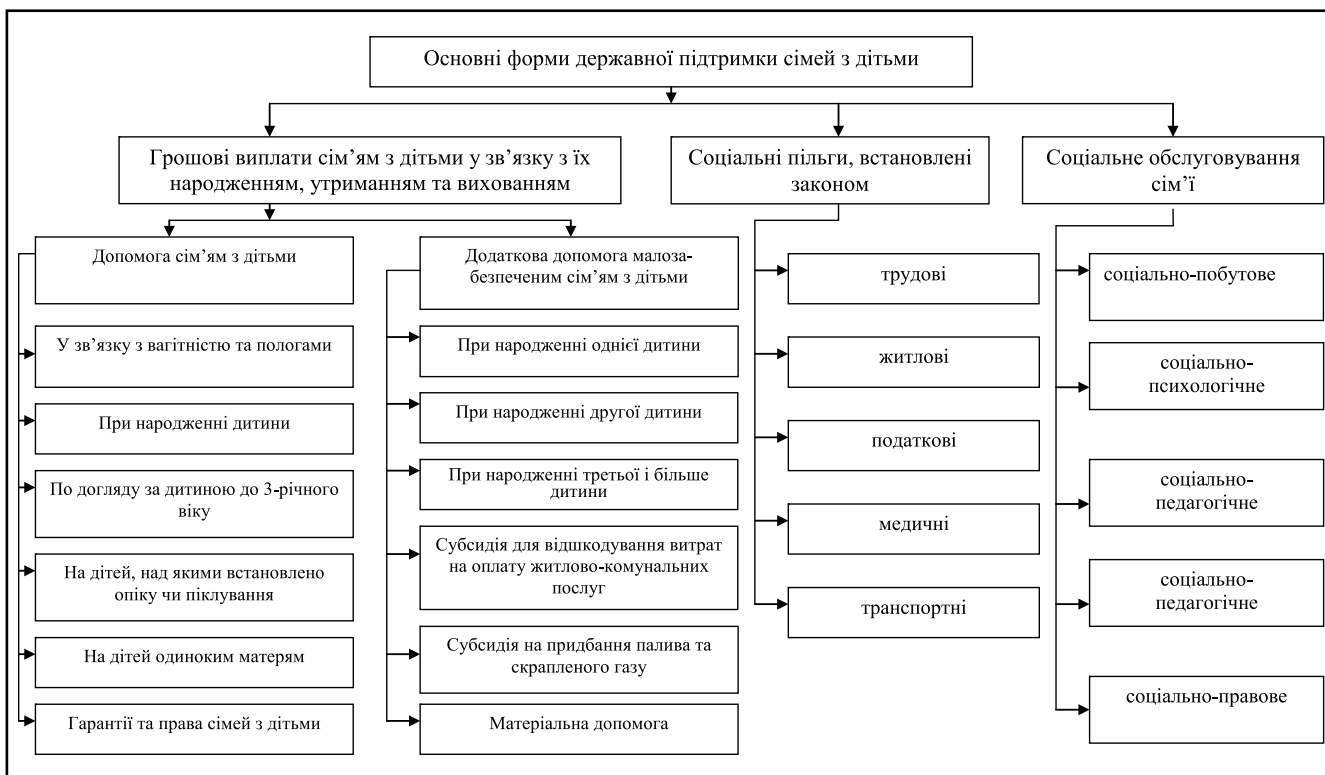 Основні форми державної підтримки сімей з дітьми
Грошові виплати сім’ям з дітьми у зв’язку з їх
народженням, утриманням та вихованням
Соціальні пільги, встановлені
законом
Соціальне обслуговування
сім’ї
Допомога сім’ям з дітьми
У зв’язку з вагітністю та пологами
При народженні дитини
По догляду за дитиною до 3-річного
віку
На дітей, над якими встановлено
опіку чи піклування
На дітей одиноким матерям
Гарантії та права сімей з дітьми
Додаткова допомога малоза-
безпеченим сім’ям з дітьми
При народженні однієї дитини
При народженні другої дитини
При народженні третьої і більше
дитини
Субсидія для відшкодування витрат
на оплату житлово-комунальних
послуг
Субсидія на придбання палива та
скрапленого газу
Матеріальна допомога
трудові
житлові
податкові
медичні
транспортні
соціально-побутове
соціально-
психологічне
соціально-
педагогічне
соціально-
педагогічне
соціально-правове